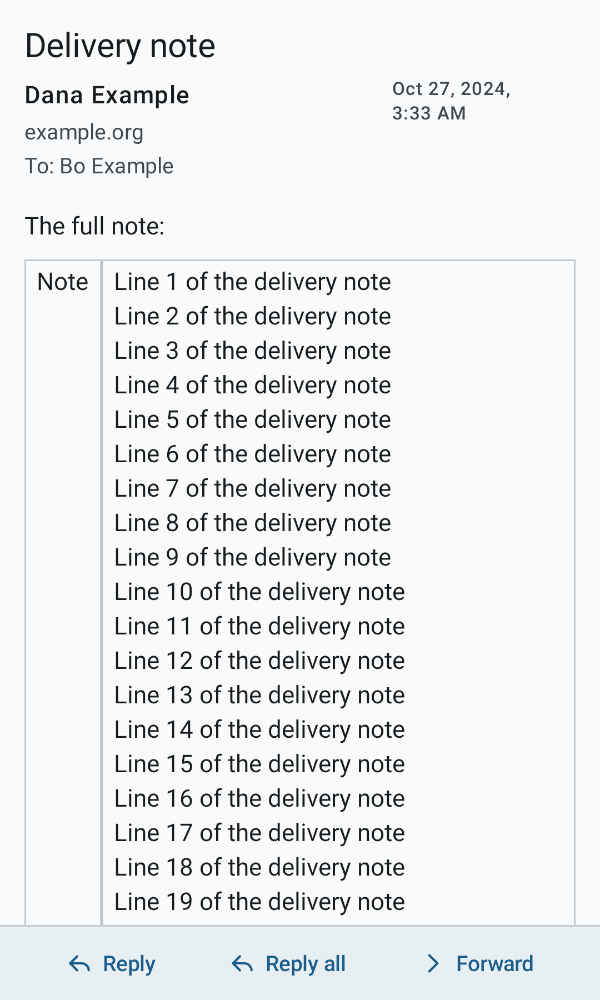 Delivery note
Dana Example
Oct 27, 2024,
3:33 AM
example.org
To: Bo Example
The full note:
Note
Line 1 of the delivery note
Line 2 of the delivery note
Line 3 of the delivery note
Line 4 of the delivery note
Line 5 of the delivery note
Line 6 of the delivery note
Line 7 of the delivery note
Line 8 of the delivery note
Line 9 of the delivery note
Line 10 of the delivery note
Line 11 of the delivery note
Line 12 of the delivery note
Line 13 of the delivery note
Line 14 of the delivery note
Line 15 of the delivery note
Line 16 of the delivery note
Line 17 of the delivery note
Line 18 of the delivery note
Line 19 of the delivery note
Reply
Reply all
Forward